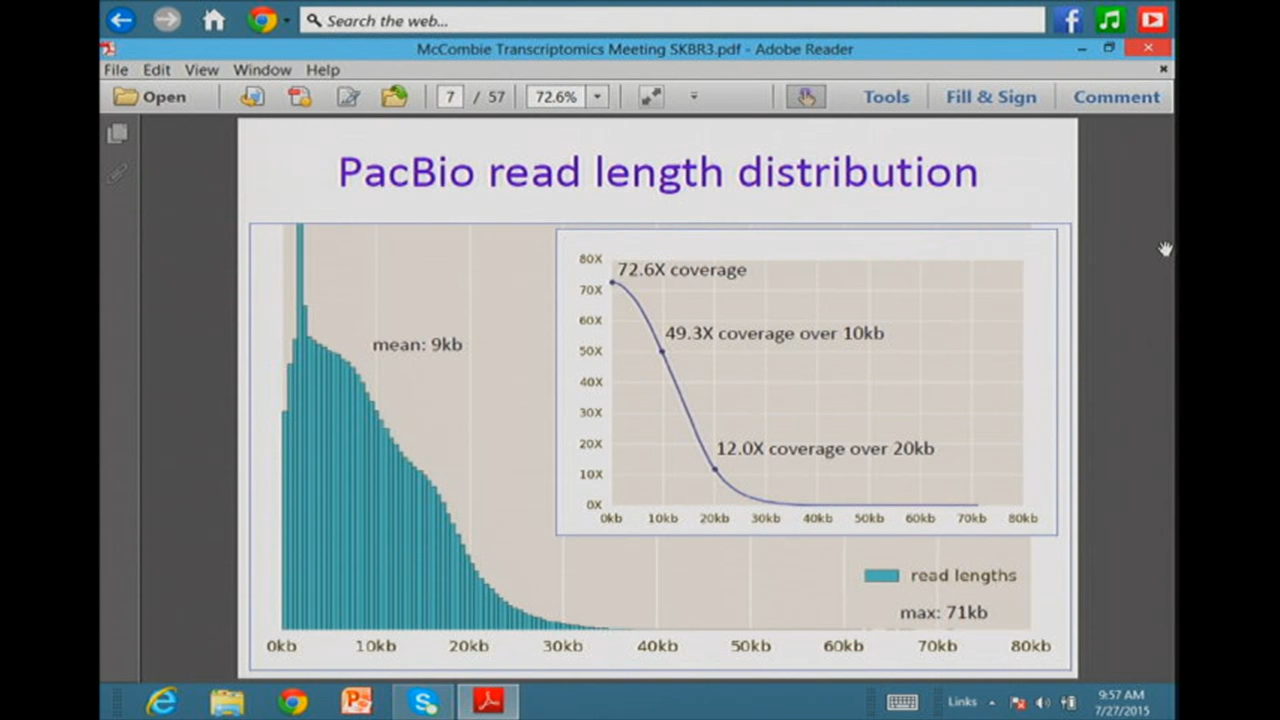 Search the web...
McCombie Transcriptomics Meeting SKBR3.pdf - Adobe Reader
File Edit View Window Help
Open 7 / 57 72.6% Tools Fill & Sign Comment
PacBio read length distribution
mean: 9kb
80X
70X
60X
50X
40X
30X
20X
10X
0X
72.6X coverage
49.3X coverage over 10kb
12.0X coverage over 20kb
0kb 10kb 20kb 30kb 40kb 50kb 60kb 70kb 80kb
read lengths
max: 71kb
0kb 10kb 20kb 30kb 40kb 50kb 60kb 70kb 80kb
Links
9:57 AM
7/27/2015